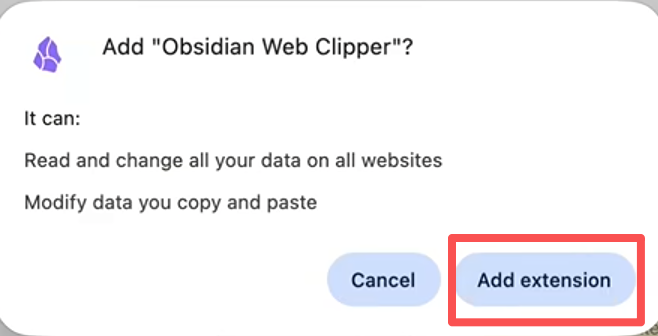 Add "Obsidian Web Clipper"?
It can:
Read and change all your data on all websites
Modify data you copy and paste
Cancel
Add extension